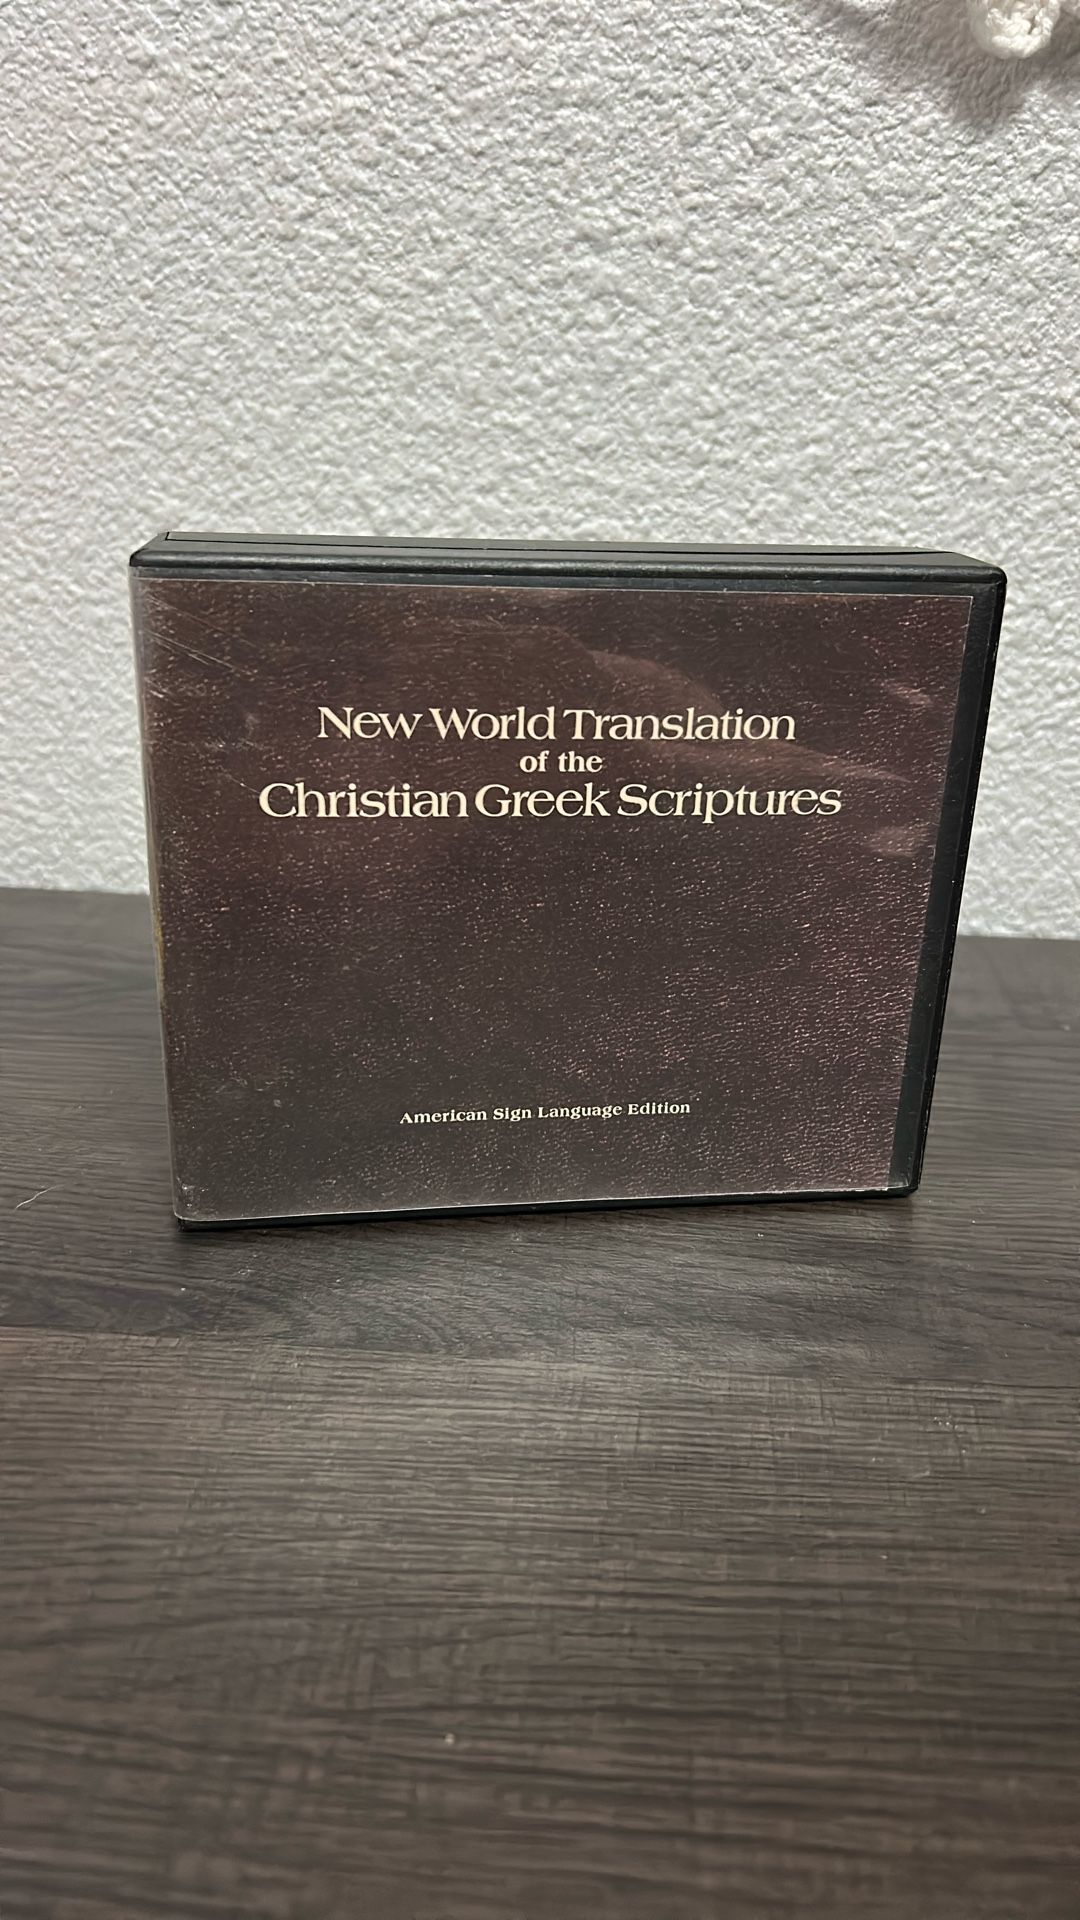 New World Translation
of the
Christian Greek Scriptures
American Sign Language Edition